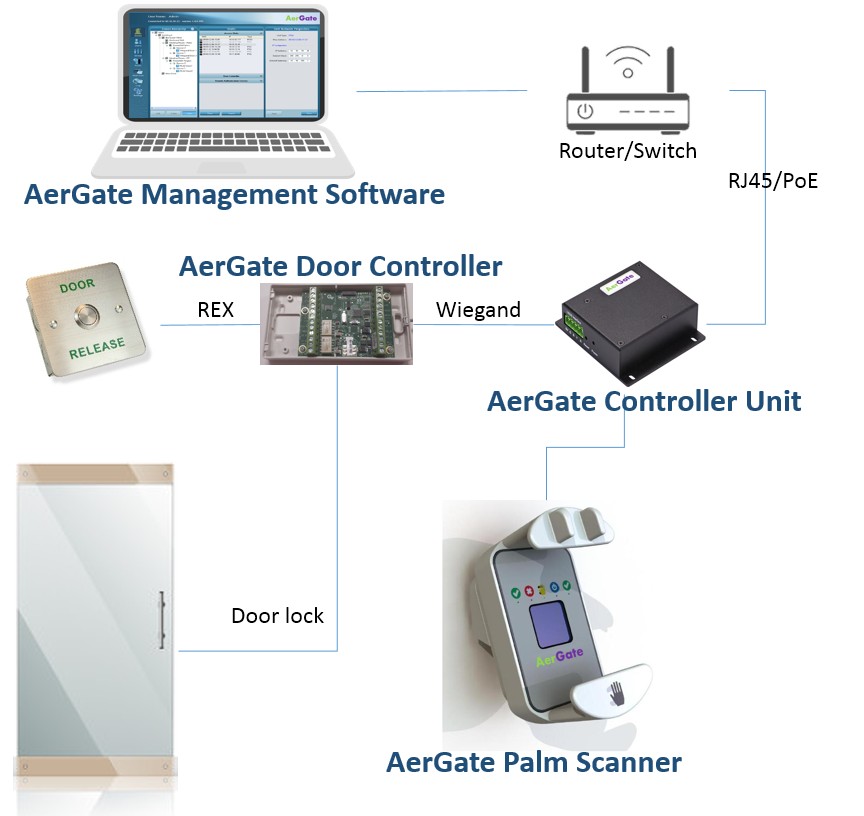 AerGate
AerGate Management Software
Router/Switch
RJ45/PoE
AerGate Door Controller
DOOR
RELEASE
REX
Wiegand
AerGate
AerGate Controller Unit
Door lock
AerGate
AerGate Palm Scanner